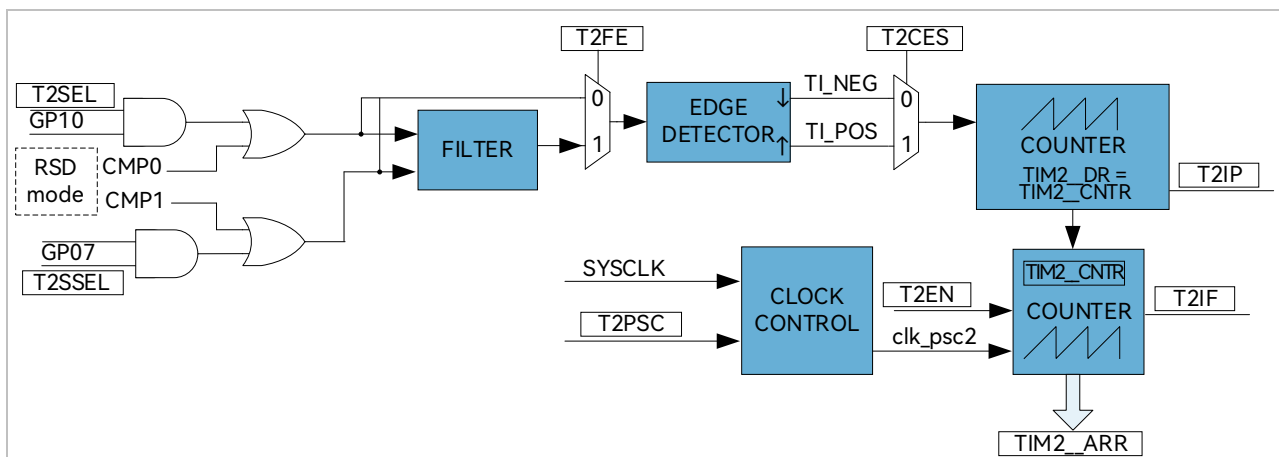 T2FE
T2CES
T2SEL
GP10
CMP0
RSD
mode
CMP1
GP07
T2SSEL
FILTER
0
1
EDGE
DETECTOR
↓
↑
TI_NEG
TI_POS
0
1
COUNTER
TIM2__DR =
TIM2__CNTR
T2IP
SYSCLK
T2PSC
CLOCK
CONTROL
T2EN
clk_psc2
TIM2__CNTR
COUNTER
T2IF
TIM2__ARR